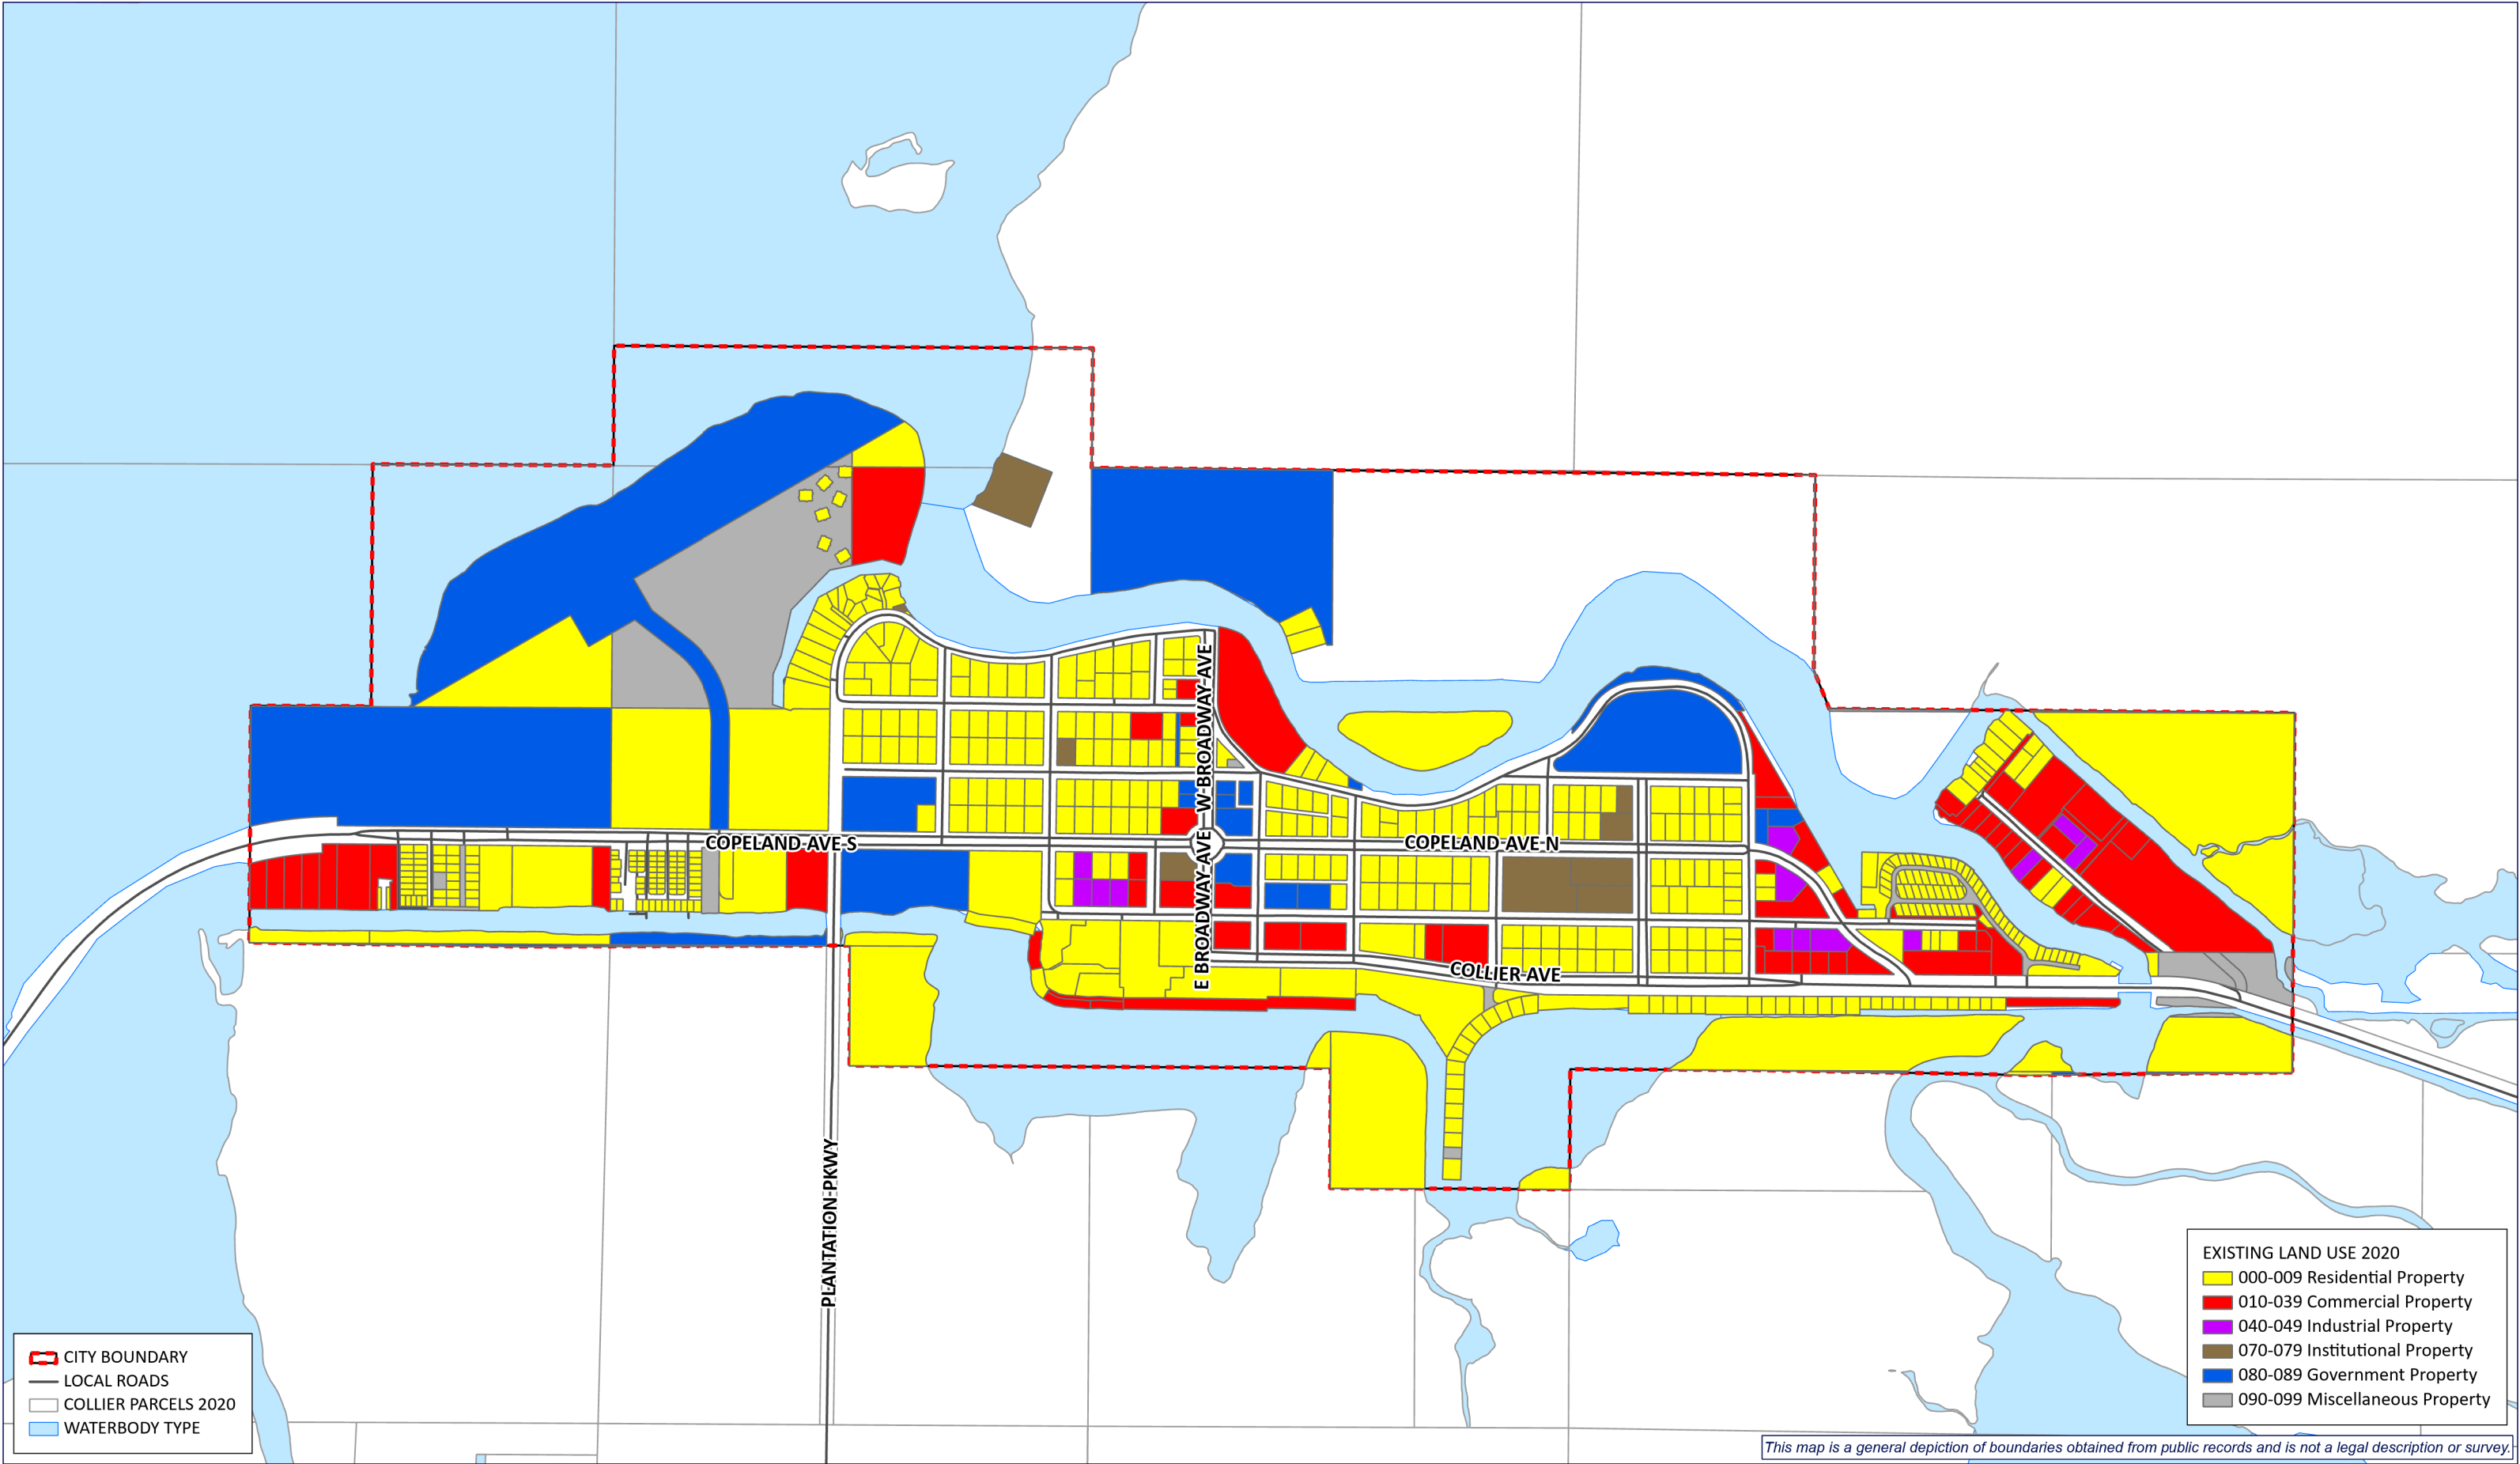 W-BROADWAY-AVE
COPELAND AVE S
COPELAND AVE N
E BROADWAY AVE
COLLIER AVE
PLANTATION-PKWY
CITY BOUNDARY
LOCAL ROADS
COLLIER PARCELS 2020
WATERBODY TYPE
EXISTING LAND USE 2020
000-009 Residential Property
010-039 Commercial Property
040-049 Industrial Property
070-079 Institutional Property
080-089 Government Property
090-099 Miscellaneous Property
This map is a general depiction of boundaries obtained from public records and is not a legal description or survey.